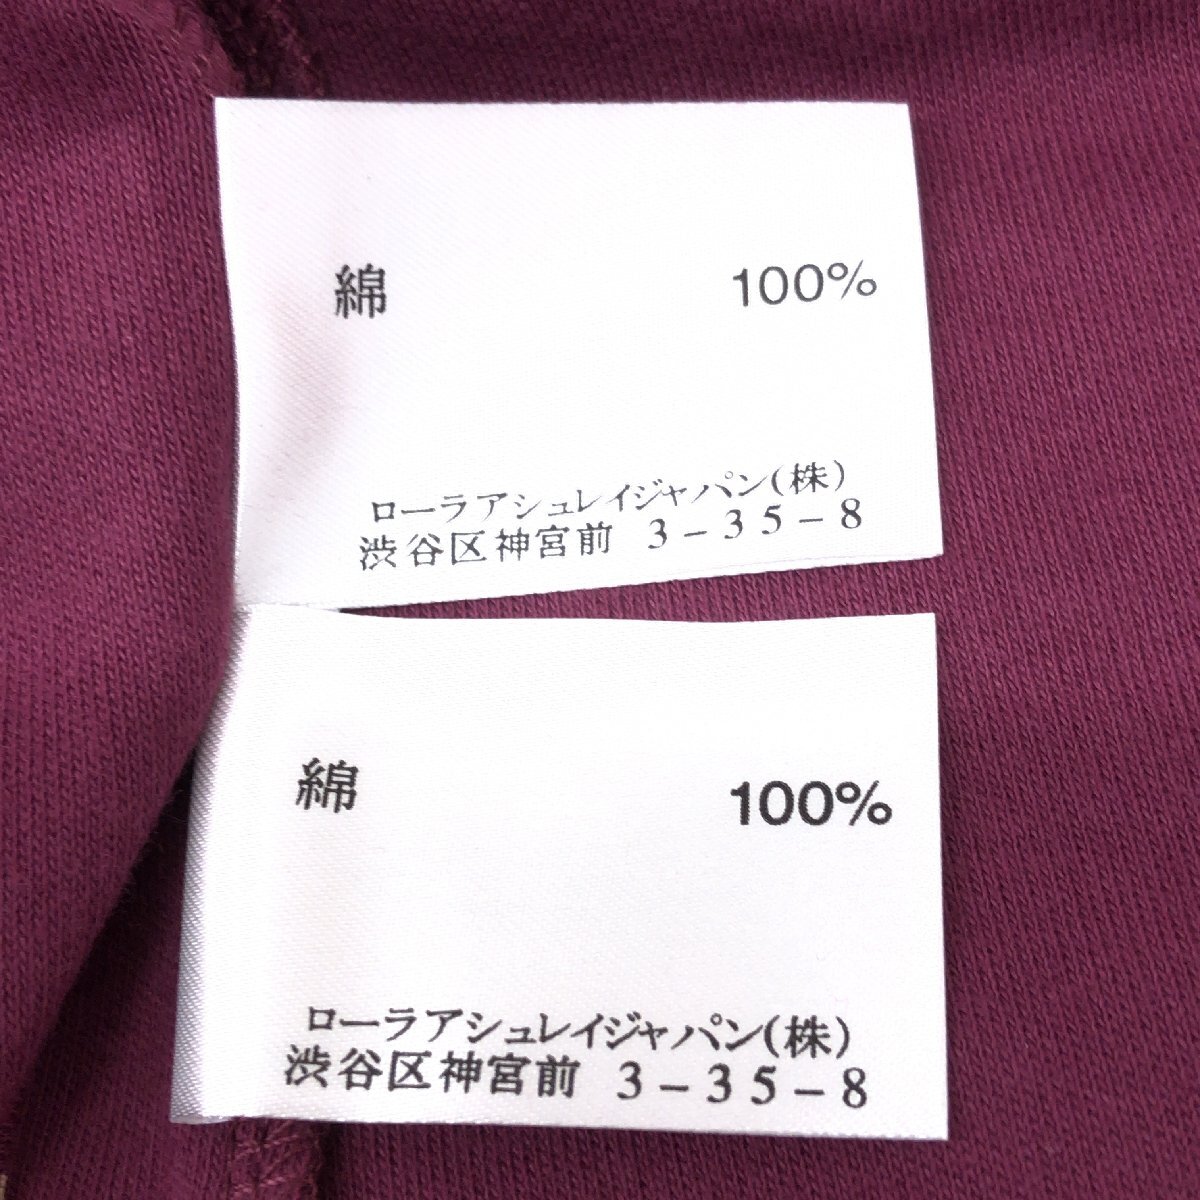 綿 100%
ローラアシュレイジャパン(株)
渋谷区神宮前 3-35-8
綿 100%
ローラアシュレイジャパン(株)
渋谷区神宮前 3-35-8